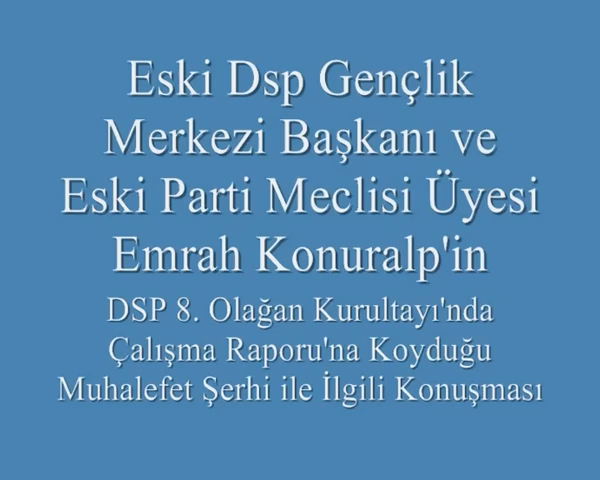 Eski Dsp Gençlik
Merkezi Başkanı ve
Eski Parti Meclisi Üyesi
Emrah Konuralp'in
DSP 8. Olağan Kurultayı'nda
Çalışma Raporu'na Koyduğu
Muhalefet Şerhi ile İlgili Konuşması